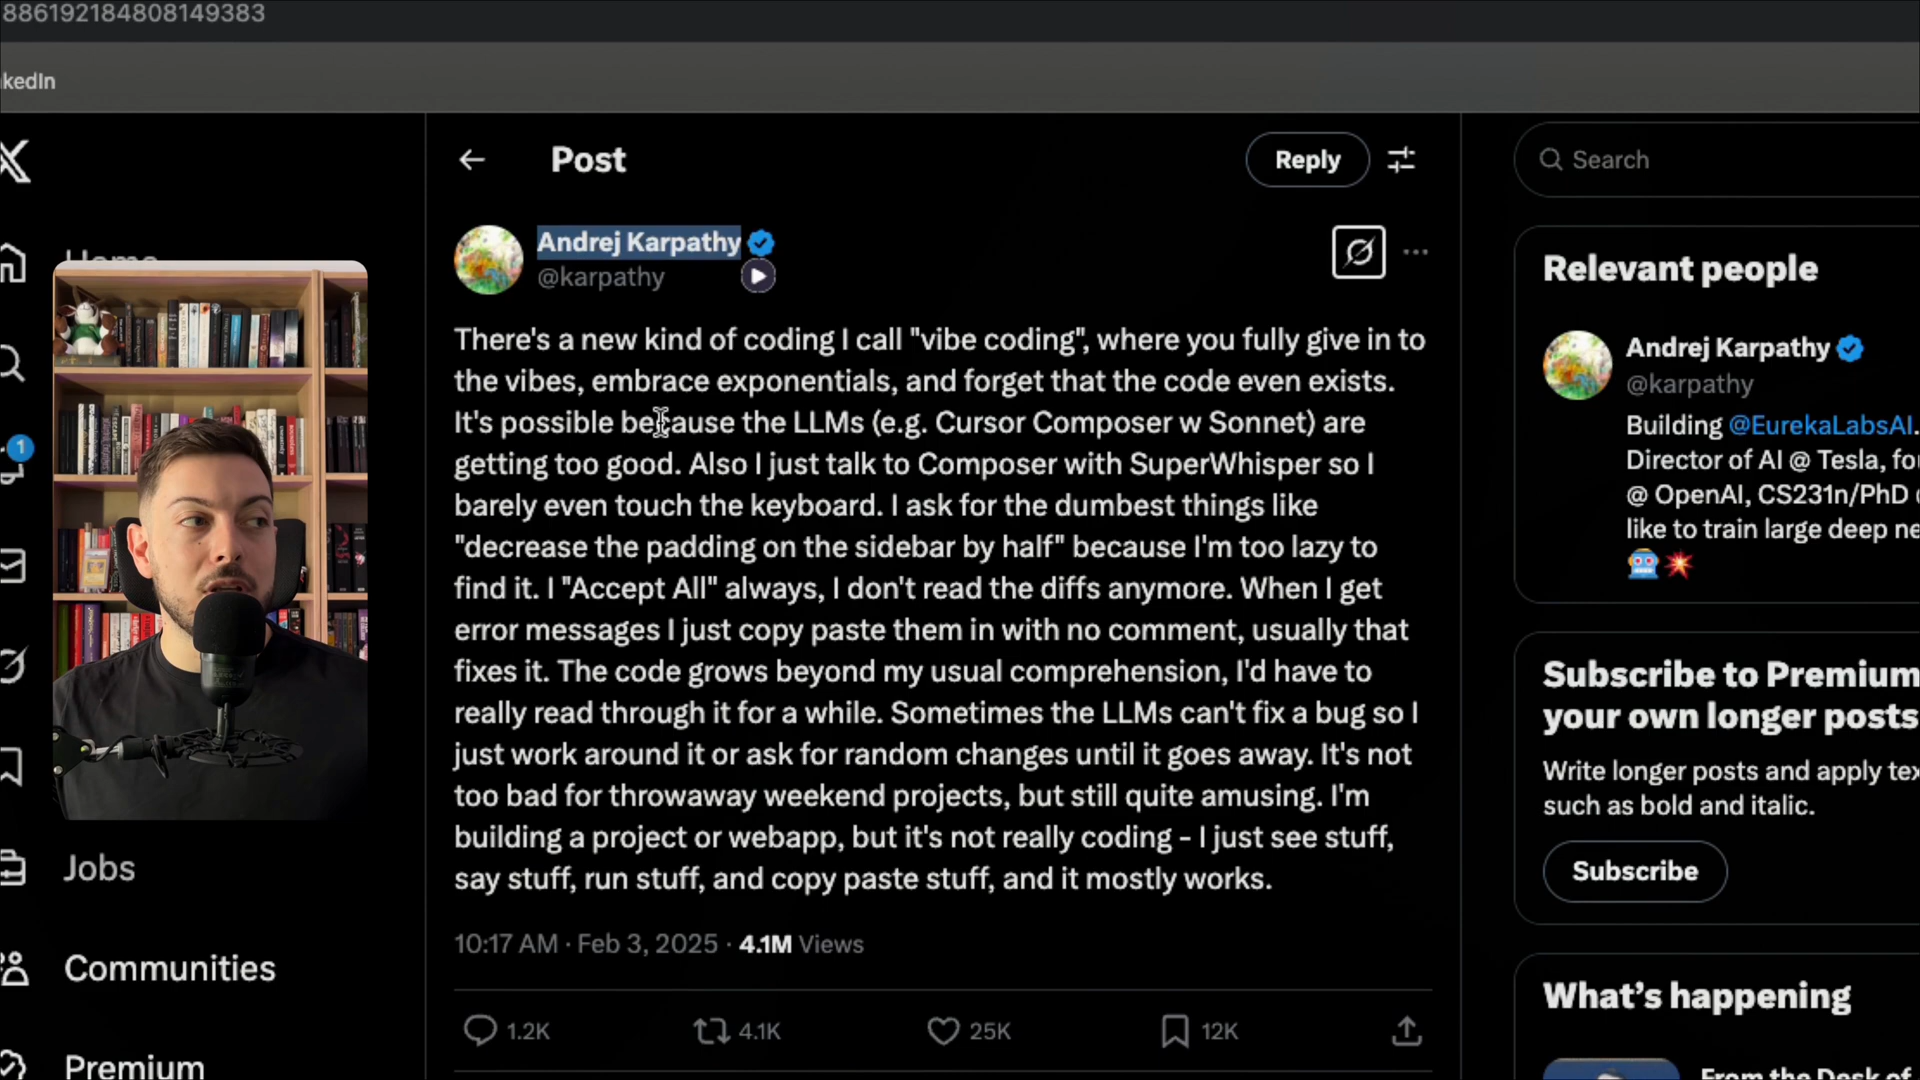 886192184808149383
kedIn
Post
Reply
Search
Home
Andrej Karpathy
@karpathy
There's a new kind of coding I call "vibe coding", where you fully give in to
the vibes, embrace exponentials, and forget that the code even exists.
It's possible because the LLMs (e.g. Cursor Composer w Sonnet) are
getting too good. Also I just talk to Composer with SuperWhisper so I
barely even touch the keyboard. I ask for the dumbest things like
"decrease the padding on the sidebar by half" because I'm too lazy to
find it. I "Accept All" always, I don't read the diffs anymore. When I get
error messages I just copy paste them in with no comment, usually that
fixes it. The code grows beyond my usual comprehension, I'd have to
really read through it for a while. Sometimes the LLMs can't fix a bug so I
just work around it or ask for random changes until it goes away. It's not
too bad for throwaway weekend projects, but still quite amusing. I'm
building a project or webapp, but it's not really coding - I just see stuff,
say stuff, run stuff, and copy paste stuff, and it mostly works.
10:17 AM · Feb 3, 2025 · 4.1M Views
1.2K
4.1K
25K
12K
1
Jobs
Communities
Premium
Relevant people
Andrej Karpathy
@karpathy
Building @EurekaLabsAI.
Director of AI @ Tesla, fo
@ OpenAI, CS231n/PhD
like to train large deep ne
Subscribe to Premium
your own longer posts
Write longer posts and apply tex
such as bold and italic.
Subscribe
What's happening
From the Desk of